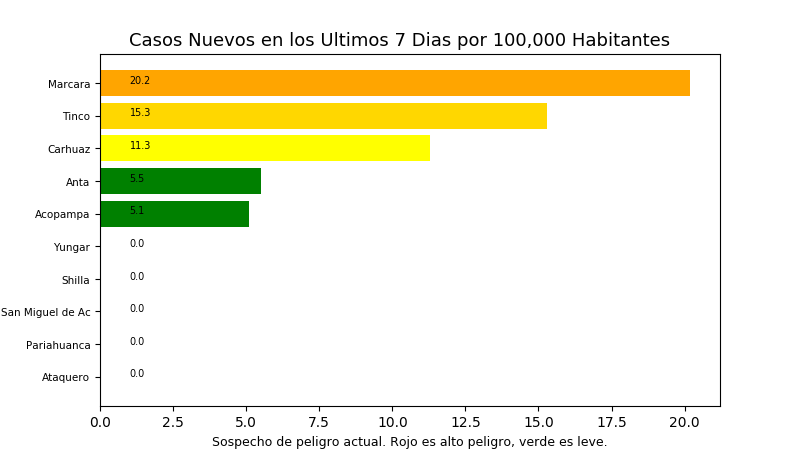 Casos Nuevos en los Ultimos 7 Dias por 100,000 Habitantes
Marcara 20.2
Tinco 15.3
Carhuaz 11.3
Anta 5.5
Acopampa 5.1
Yungar 0.0
Shilla 0.0
San Miguel de Ac 0.0
Pariahuanca 0.0
Ataquero 0.0
0.0 2.5 5.0 7.5 10.0 12.5 15.0 17.5 20.0
Sospecho de peligro actual. Rojo es alto peligro, verde es leve.